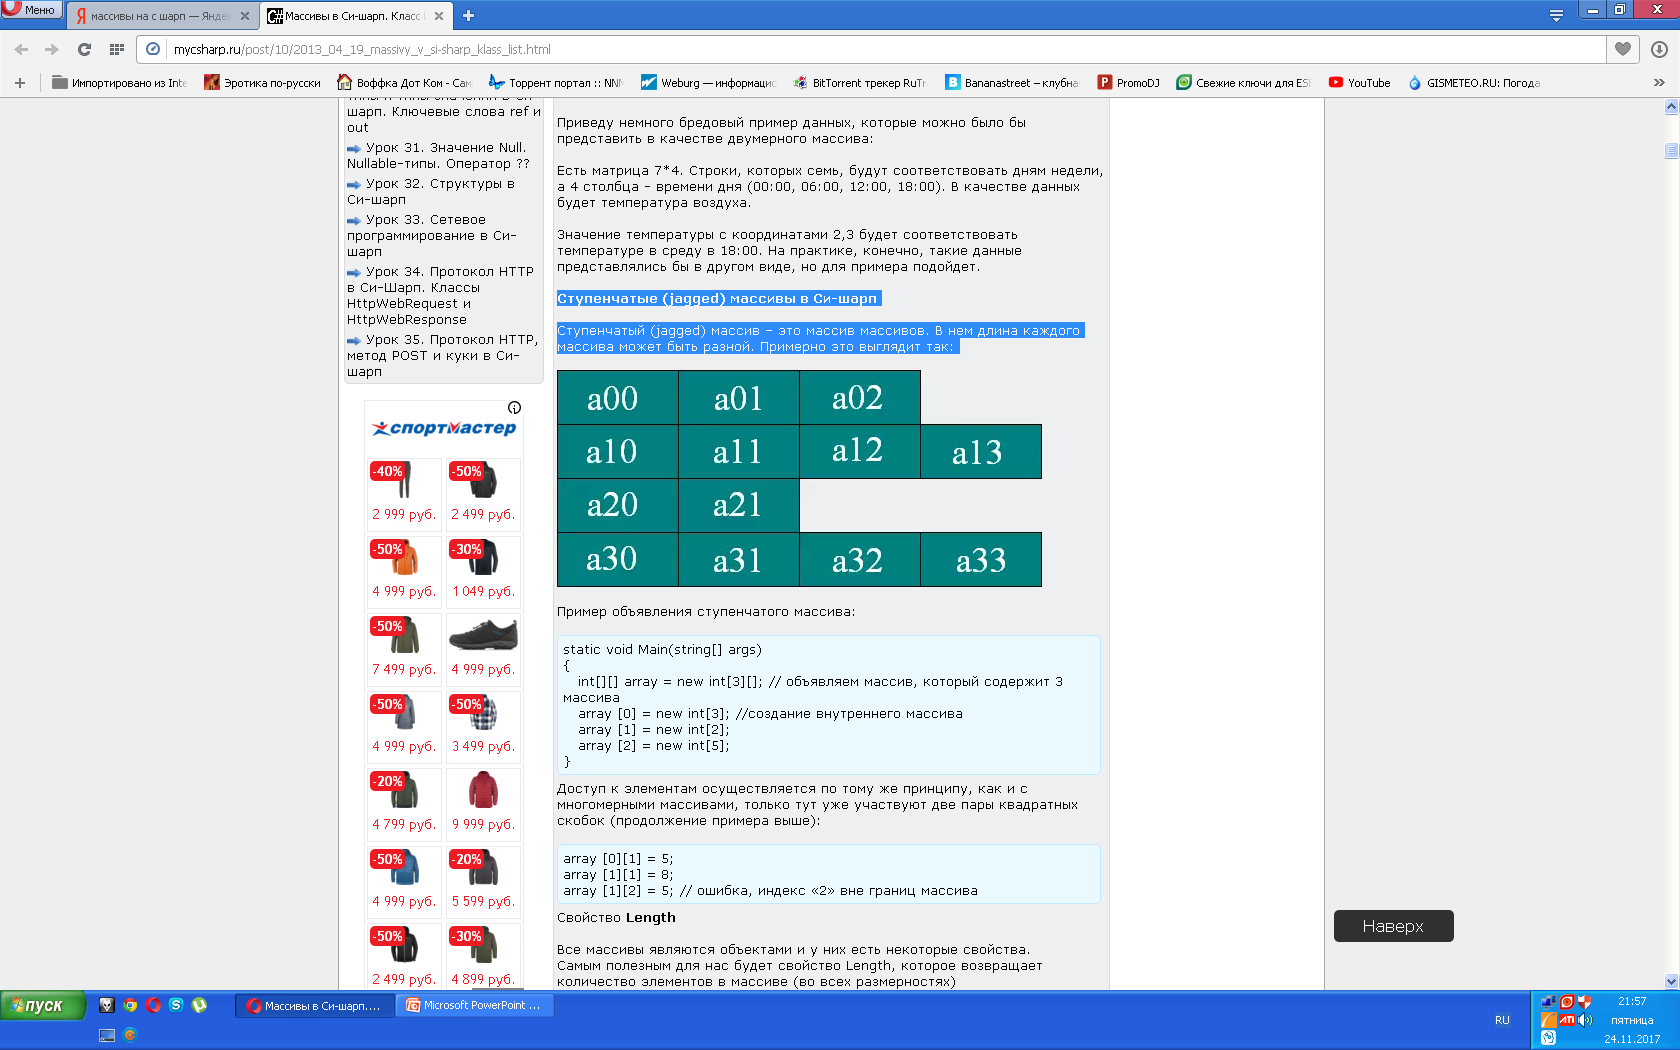 Меню
массивы на с шарп — Янде
Массивы в Си-шарп. Класс
mycsharp.ru/post/10/2013_04_19_massivy_v_si-sharp_klass_list.html
Импортировано из Inte
Эротика по-русски
Воффка Дот Ком - Сам
Торрент портал :: NNM
Weburg — информаци
BitTorrent трекер RuTr
Bananastreet – клубна
PromoDJ
Свежие ключи для ES
YouTube
GISMETEO.RU: Погода
шарп. Ключевые слова ref и
out
Урок 31. Значение Null.
Nullable-типы. Оператор ??
Урок 32. Структуры в
Си-шарп
Урок 33. Сетевое
программирование в Си-
шарп
Урок 34. Протокол HTTP
в Си-Шарп. Классы
HttpWebRequest и
HttpWebResponse
Урок 35. Протокол HTTP,
метод POST и куки в Си-
шарп
спортмастер
-40% -50%
2 999 руб. 2 499 руб.
-50% -30%
4 999 руб. 1 049 руб.
-50%
7 499 руб. 4 999 руб.
-50% -50%
4 999 руб. 3 499 руб.
-20%
4 799 руб. 9 999 руб.
-50% -20%
4 999 руб. 5 599 руб.
-50% -30%
2 499 руб. 4 899 руб.
Приведу немного бредовый пример данных, которые можно было бы
представить в качестве двумерного массива:
Есть матрица 7*4. Строки, которых семь, будут соответствовать дням недели,
а 4 столбца – времени дня (00:00, 06:00, 12:00, 18:00). В качестве данных
будет температура воздуха.
Значение температуры с координатами 2,3 будет соответствовать
температуре в среду в 18:00. На практике, конечно, такие данные
представлялись бы в другом виде, но для примера подойдет.
Ступенчатые (jagged) массивы в Си-шарп
Ступенчатый (jagged) массив – это массив массивов. В нем длина каждого
массива может быть разной. Примерно это выглядит так:
a00 a01 a02
a10 a11 a12 a13
a20 a21
a30 a31 a32 a33
Пример объявления ступенчатого массива:
static void Main(string[] args)
{
int[][] array = new int[3][]; // объявляем массив, который содержит 3
массива
array [0] = new int[3]; //создание внутреннего массива
array [1] = new int[2];
array [2] = new int[5];
}
Доступ к элементам осуществляется по тому же принципу, как и с
многомерными массивами, только тут уже участвуют две пары квадратных
скобок (продолжение примера выше):
array [0][1] = 5;
array [1][1] = 8;
array [1][2] = 5; // ошибка, индекс «2» вне границ массива
Свойство Length
Все массивы являются объектами и у них есть некоторые свойства.
Самым полезным для нас будет свойство Length, которое возвращает
количество элементов в массиве (во всех размерностях)
Наверх
пуск
Массивы в Си-шарп....
Microsoft PowerPoint ...
RU
ATI
21:57
пятница
24.11.2017